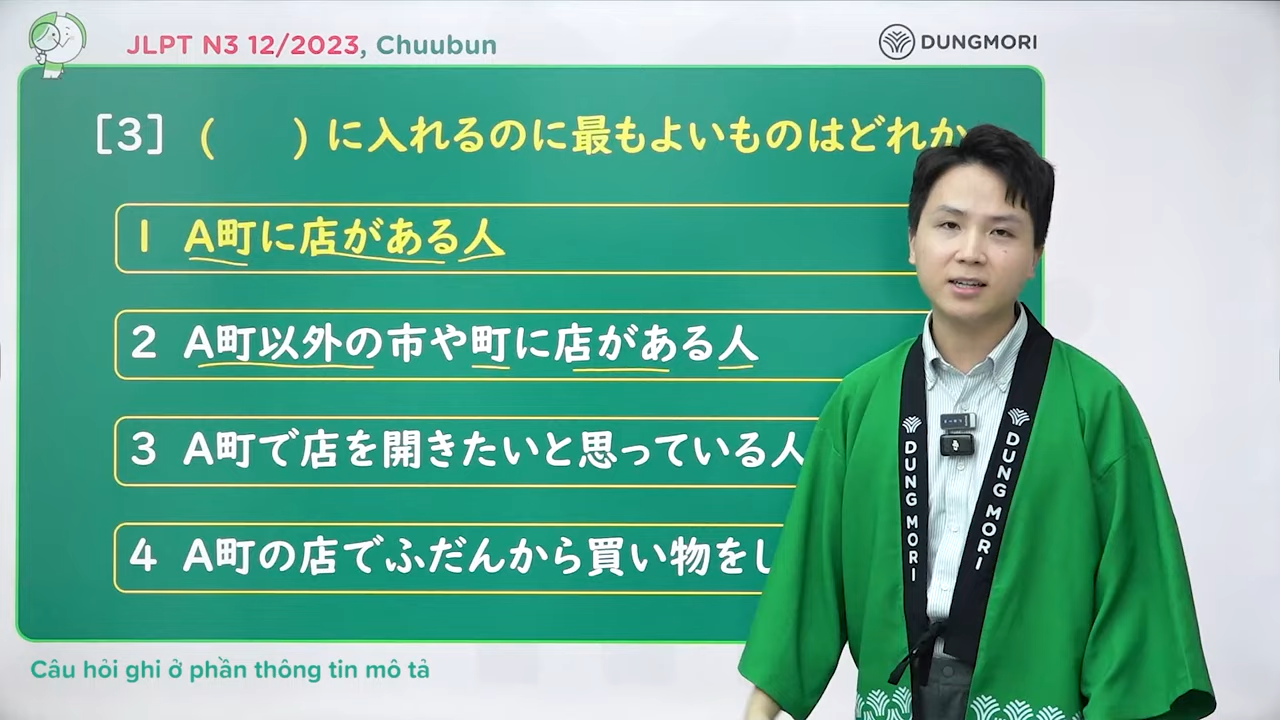 JLPT N3 12/2023, Chuubun
DUNGMORI
[3] (　　) に入れるのに最もよいものはどれか
1 A町に店がある人
2 A町以外の市や町に店がある人
3 A町で店を開きたいと思っている人
4 A町の店でふだんから買い物をし
DUNG MORI
DUNG MORI
Câu hỏi ghi ở phần thông tin mô tả